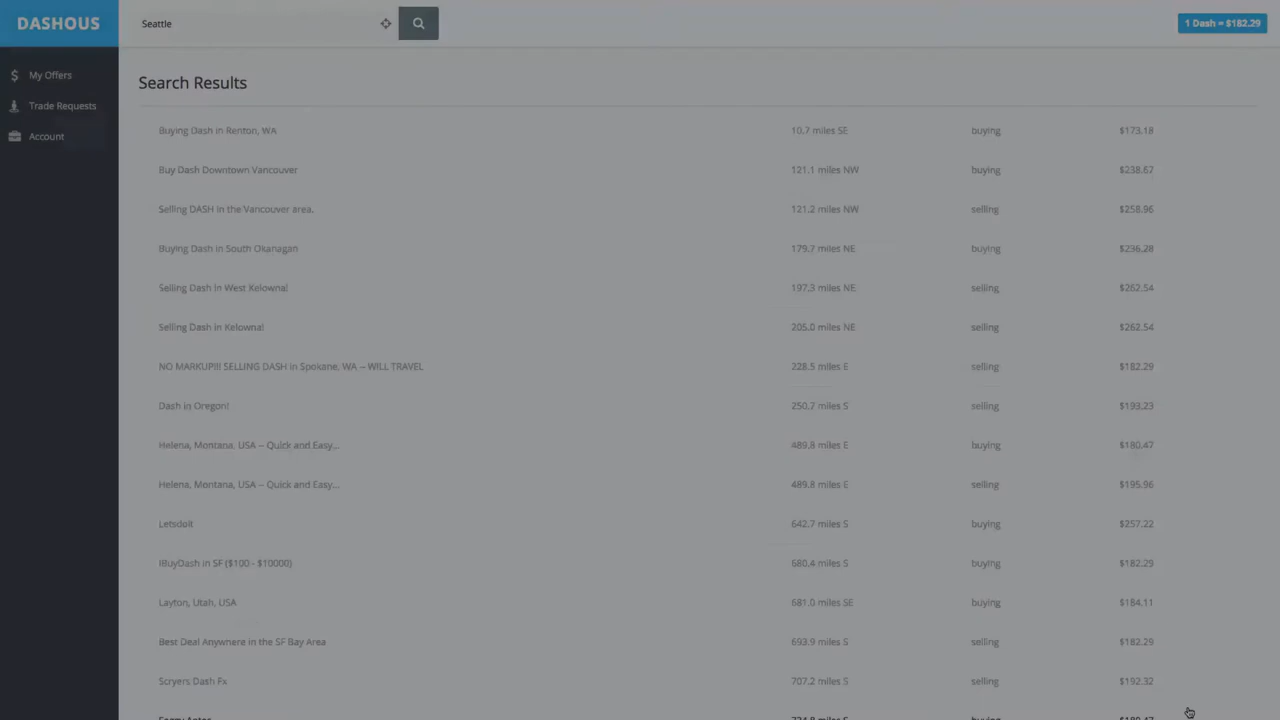 DASHOUS
Seattle
1 Dash = $182.29
My Offers
Trade Requests
Account
Search Results
Buying Dash in Renton, WA 10.7 miles SE buying $173.18
Buy Dash Downtown Vancouver 121.1 miles NW buying $238.67
Selling DASH in the Vancouver area. 121.2 miles NW selling $258.96
Buying Dash in South Okanagan 179.7 miles NE buying $236.28
Selling Dash in West Kelowna! 197.3 miles NE selling $262.54
Selling Dash in Kelowna! 205.0 miles NE selling $262.54
NO MARKUP!!! SELLING DASH in Spokane, WA -- WILL TRAVEL 228.5 miles E selling $182.29
Dash in Oregon! 250.7 miles S selling $193.23
Helena, Montana, USA -- Quick and Easy... 489.8 miles E buying $180.47
Helena, Montana, USA -- Quick and Easy... 489.8 miles E selling $195.96
Letsdoit 642.7 miles S buying $257.22
IBuyDash in SF ($100 - $10000) 680.4 miles S buying $182.29
Layton, Utah, USA 681.0 miles SE buying $184.11
Best Deal Anywhere in the SF Bay Area 693.9 miles S selling $182.29
Scryers Dash Fx 707.2 miles S selling $192.32
buying